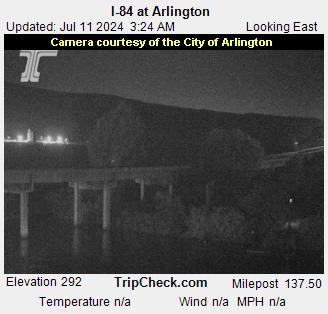 I-84 at Arlington
Updated: Jul 11 2024 3:24 AM Looking East
Camera courtesy of the City of Arlington
Elevation 292 TripCheck.com Milepost 137.50
Temperature n/a Wind n/a MPH n/a